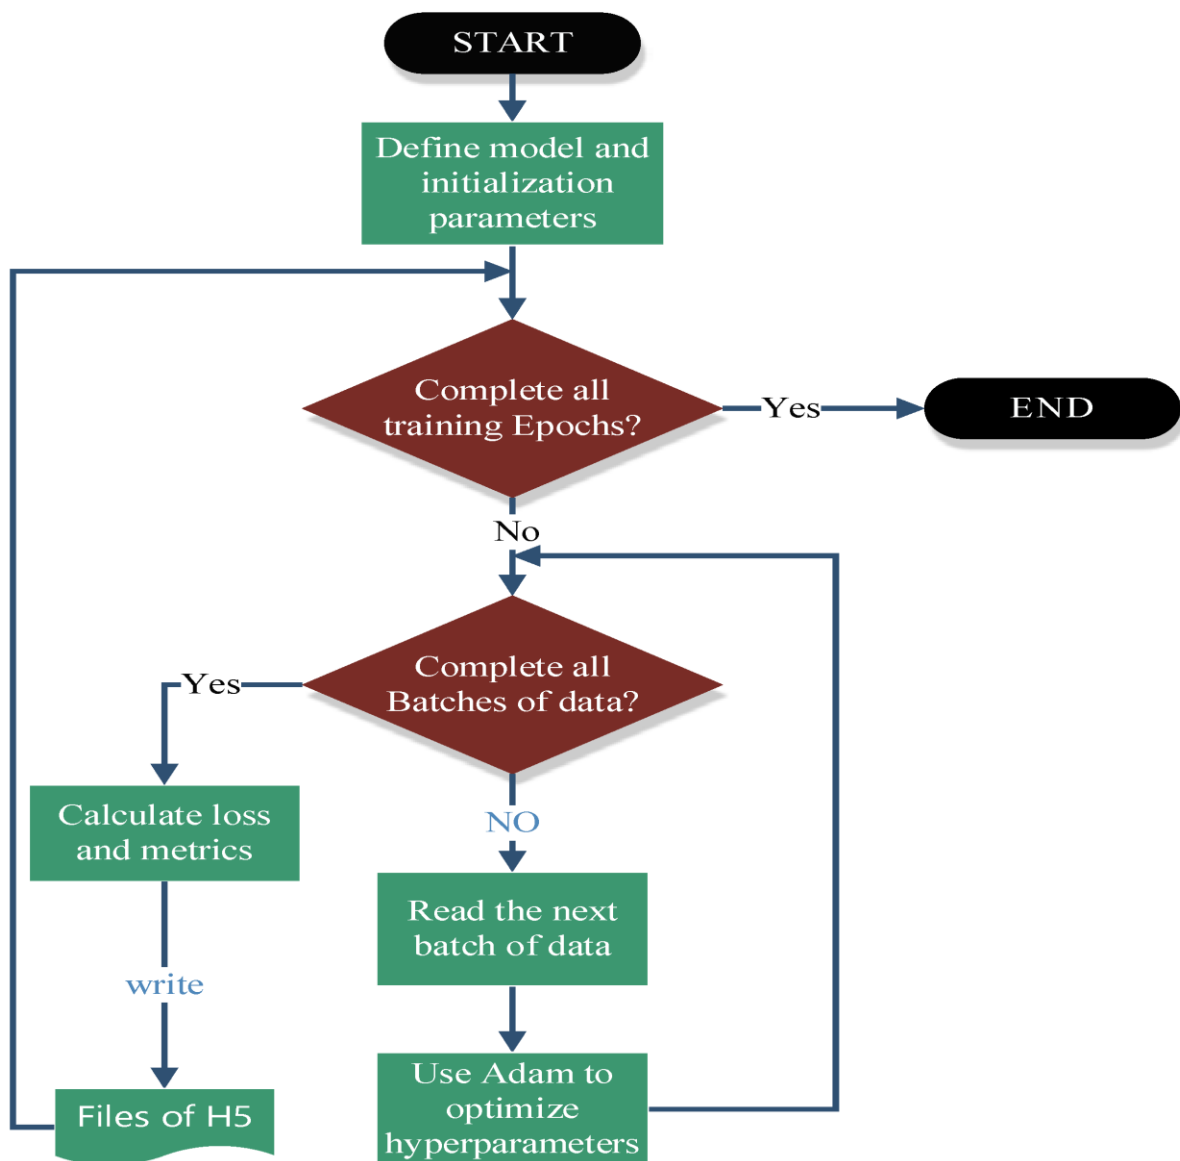 START
Define model and
initialization
parameters
Complete all
training Epochs?
Yes
END
No
Complete all
Batches of data?
Yes
Calculate loss
and metrics
NO
Read the next
batch of data
write
Use Adam to
optimize
hyperparameters
Files of H5